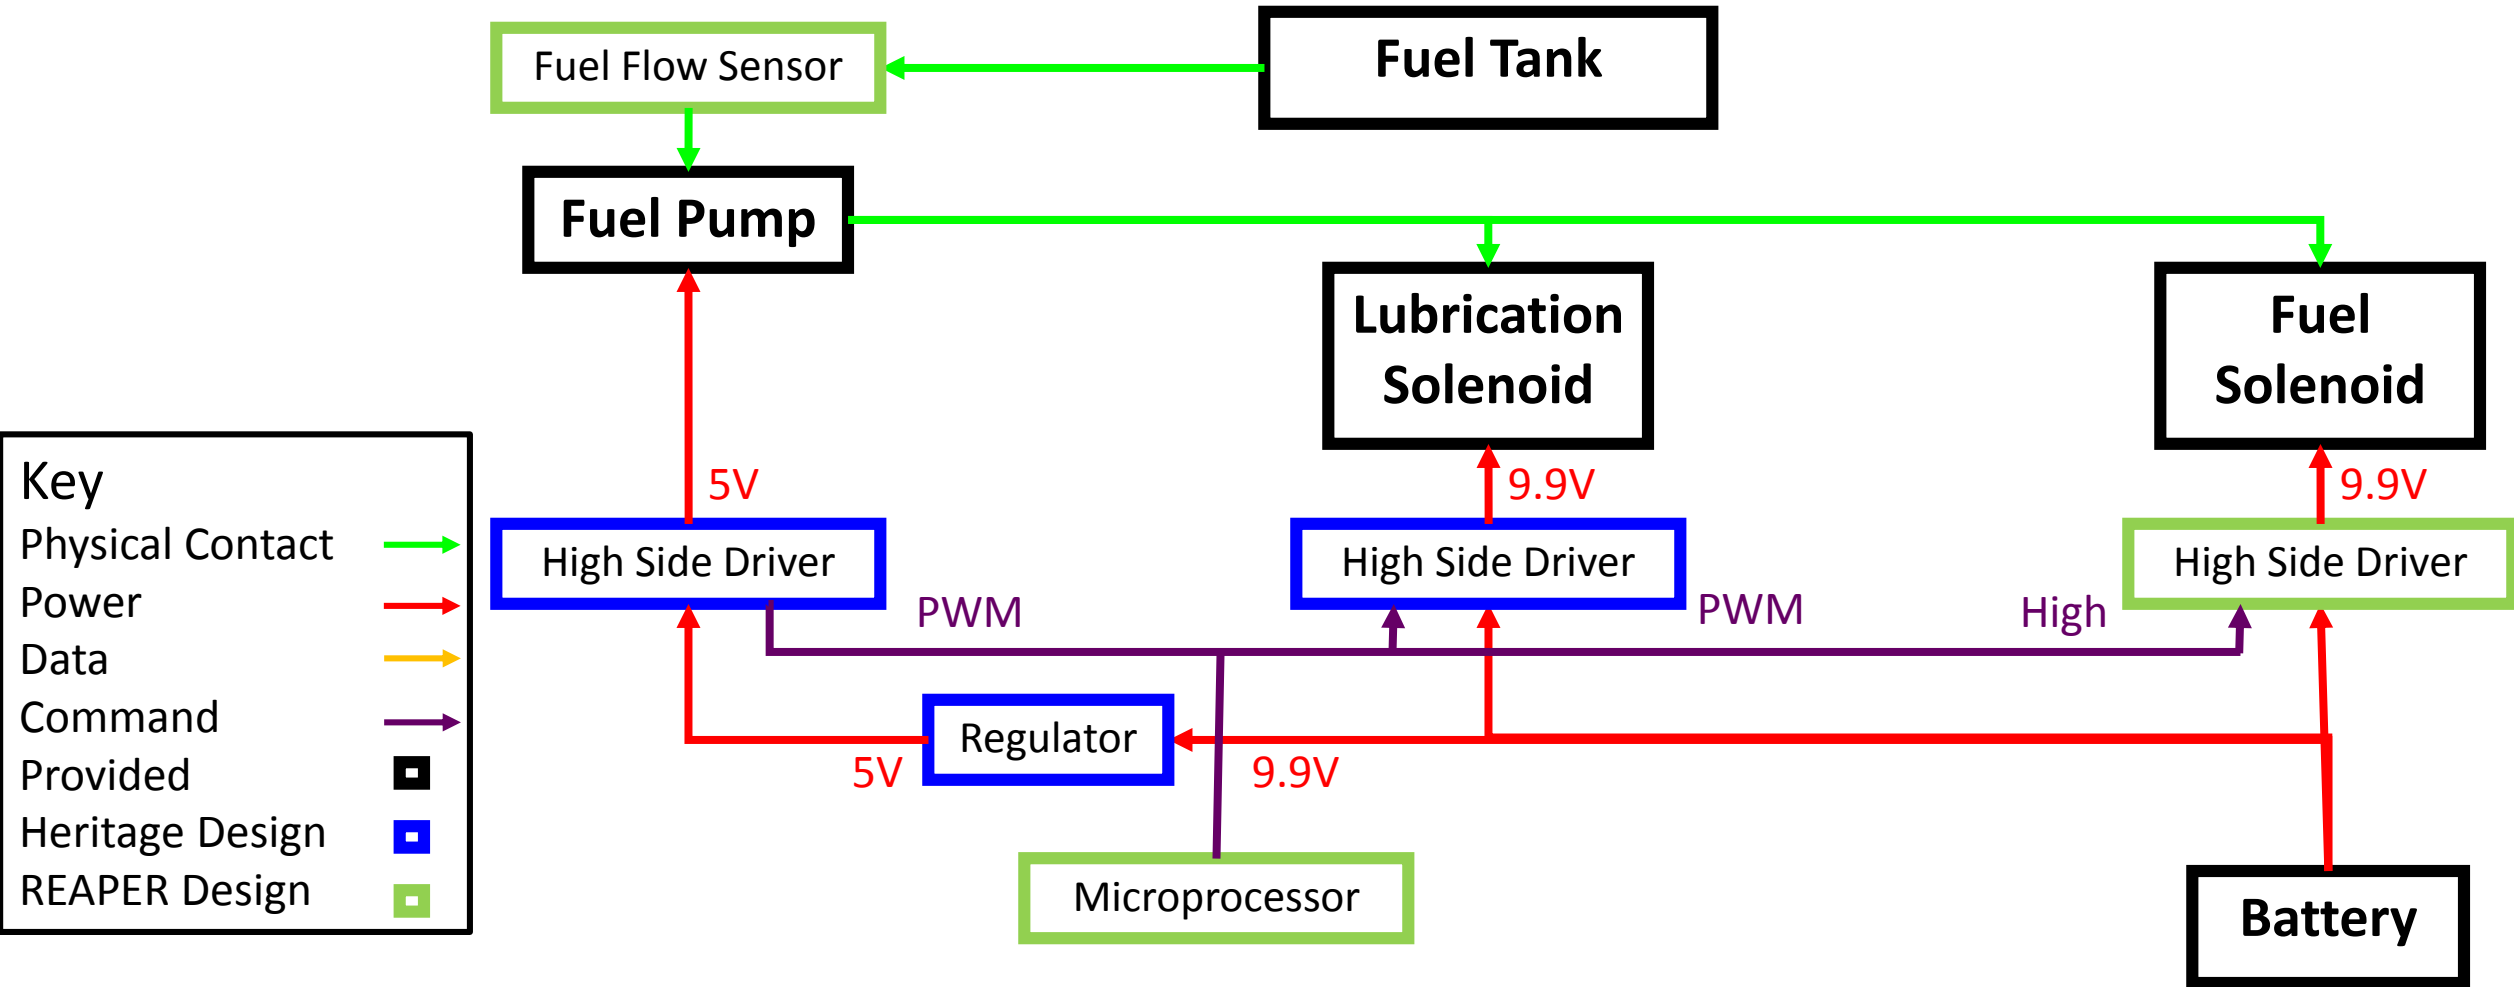 Fuel Flow Sensor
Fuel Tank
Fuel Pump
Lubrication
Solenoid
Fuel
Solenoid
5V
9.9V
9.9V
High Side Driver
High Side Driver
High Side Driver
PWM
PWM
High
Regulator
5V
9.9V
Microprocessor
Battery
Key
Physical Contact
Power
Data
Command
Provided
Heritage Design
REAPER Design